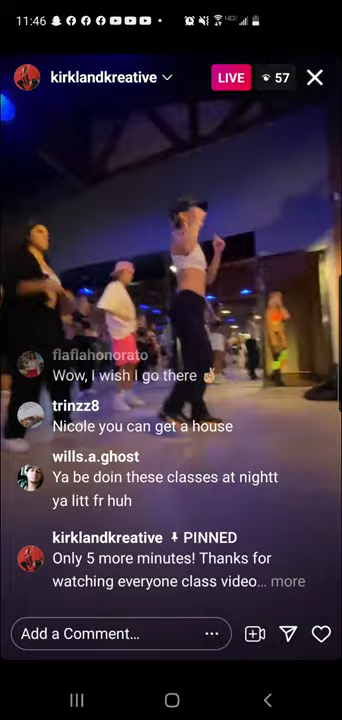 11:46
kirklandkreative
LIVE
57
flaflahonorato
Wow, I wish I go there ✌🏼
trinzz8
Nicole you can get a house
wills.a.ghost
Ya be doin these classes at nightt
ya litt fr huh
kirklandkreative PINNED
Only 5 more minutes! Thanks for
watching everyone class video... more
Add a Comment...